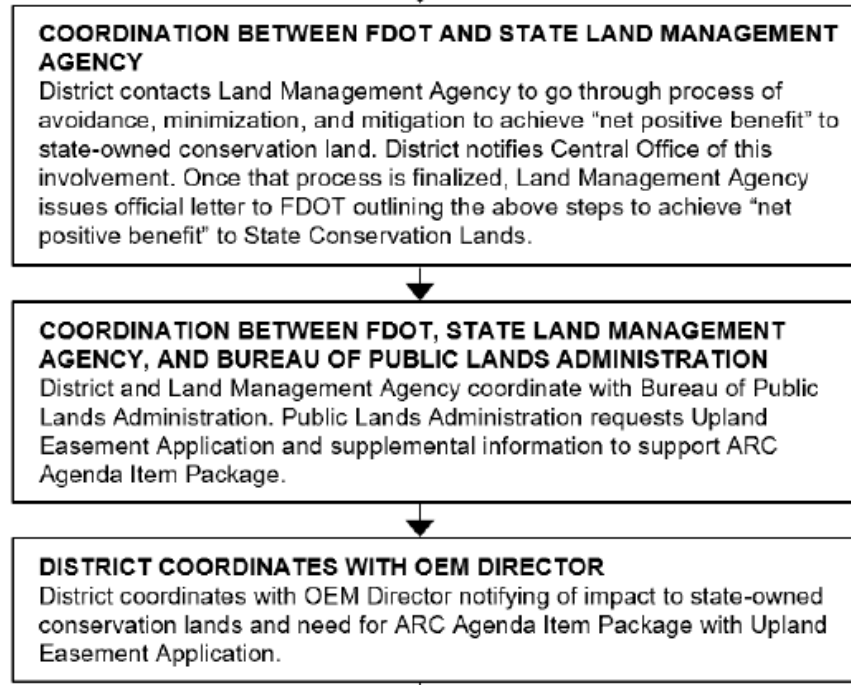 COORDINATION BETWEEN FDOT AND STATE LAND MANAGEMENT
AGENCY
District contacts Land Management Agency to go through process of
avoidance, minimization, and mitigation to achieve “net positive benefit” to
state-owned conservation land. District notifies Central Office of this
involvement. Once that process is finalized, Land Management Agency
issues official letter to FDOT outlining the above steps to achieve “net
positive benefit” to State Conservation Lands.
COORDINATION BETWEEN FDOT, STATE LAND MANAGEMENT
AGENCY, AND BUREAU OF PUBLIC LANDS ADMINISTRATION
District and Land Management Agency coordinate with Bureau of Public
Lands Administration. Public Lands Administration requests Upland
Easement Application and supplemental information to support ARC
Agenda Item Package.
DISTRICT COORDINATES WITH OEM DIRECTOR
District coordinates with OEM Director notifying of impact to state-owned
conservation lands and need for ARC Agenda Item Package with Upland
Easement Application.